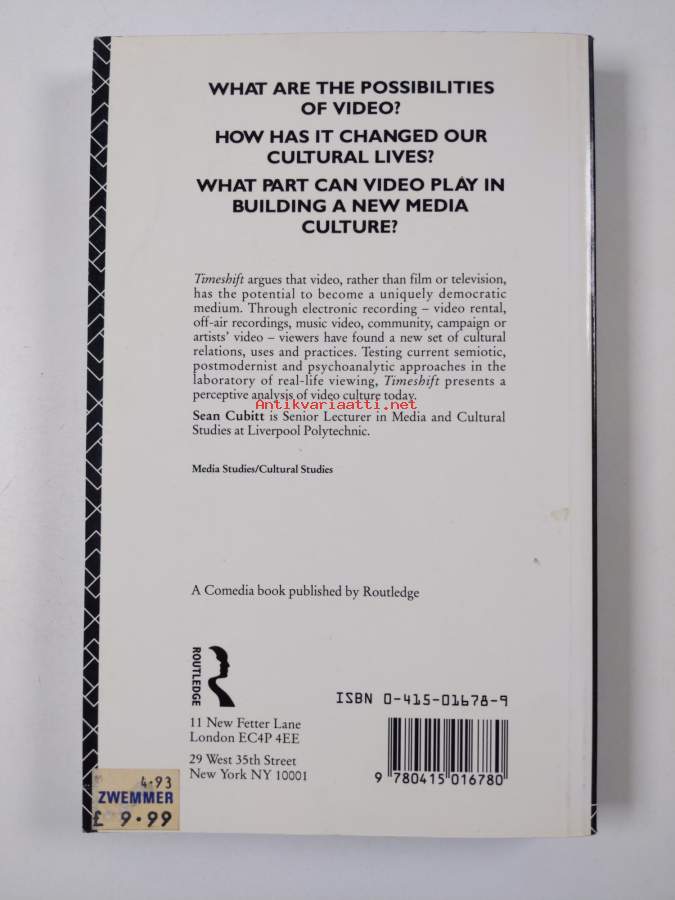 WHAT ARE THE POSSIBILITIES
OF VIDEO?
HOW HAS IT CHANGED OUR
CULTURAL LIVES?
WHAT PART CAN VIDEO PLAY IN
BUILDING A NEW MEDIA
CULTURE?
Timeshift argues that video, rather than film or television,
has the potential to become a uniquely democratic
medium. Through electronic recording – video rental,
off-air recordings, music video, community, campaign or
artists' video – viewers have found a new set of cultural
relations, uses and practices. Testing current semiotic,
postmodernist and psychoanalytic approaches in the
laboratory of real-life viewing, Timeshift presents a
perceptive analysis of video culture today.
Antikvariaatti.net
Sean Cubitt is Senior Lecturer in Media and Cultural
Studies at Liverpool Polytechnic.
Media Studies/Cultural Studies
A Comedia book published by Routledge
ROUTLEDGE
11 New Fetter Lane
London EC4P 4EE
29 West 35th Street
New York NY 10001
ISBN 0-415-01678-9
9 780415 016780
4·93
ZWEMMER
£ 9·99